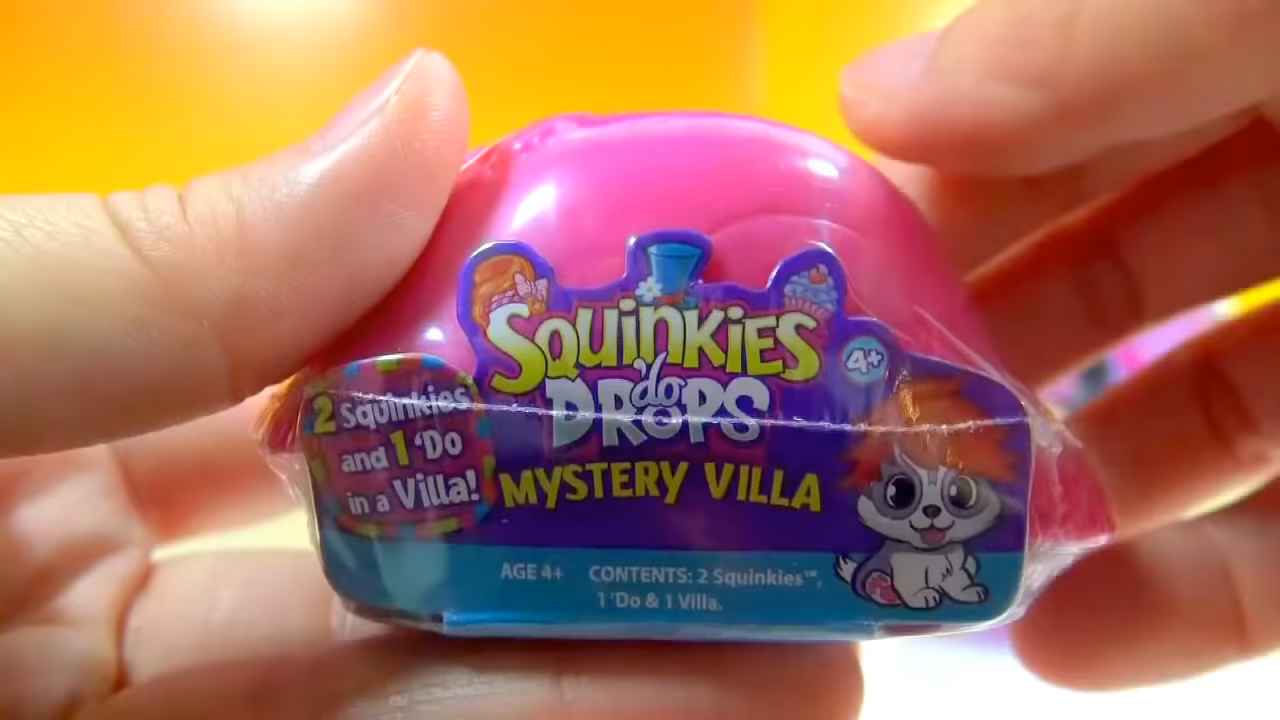 SQUINKIES
'do
DROPS
MYSTERY VILLA
4+
2 Squinkies
and 1 'Do
in a Villa!
AGE 4+ CONTENTS: 2 Squinkies™,
1 'Do & 1 Villa.